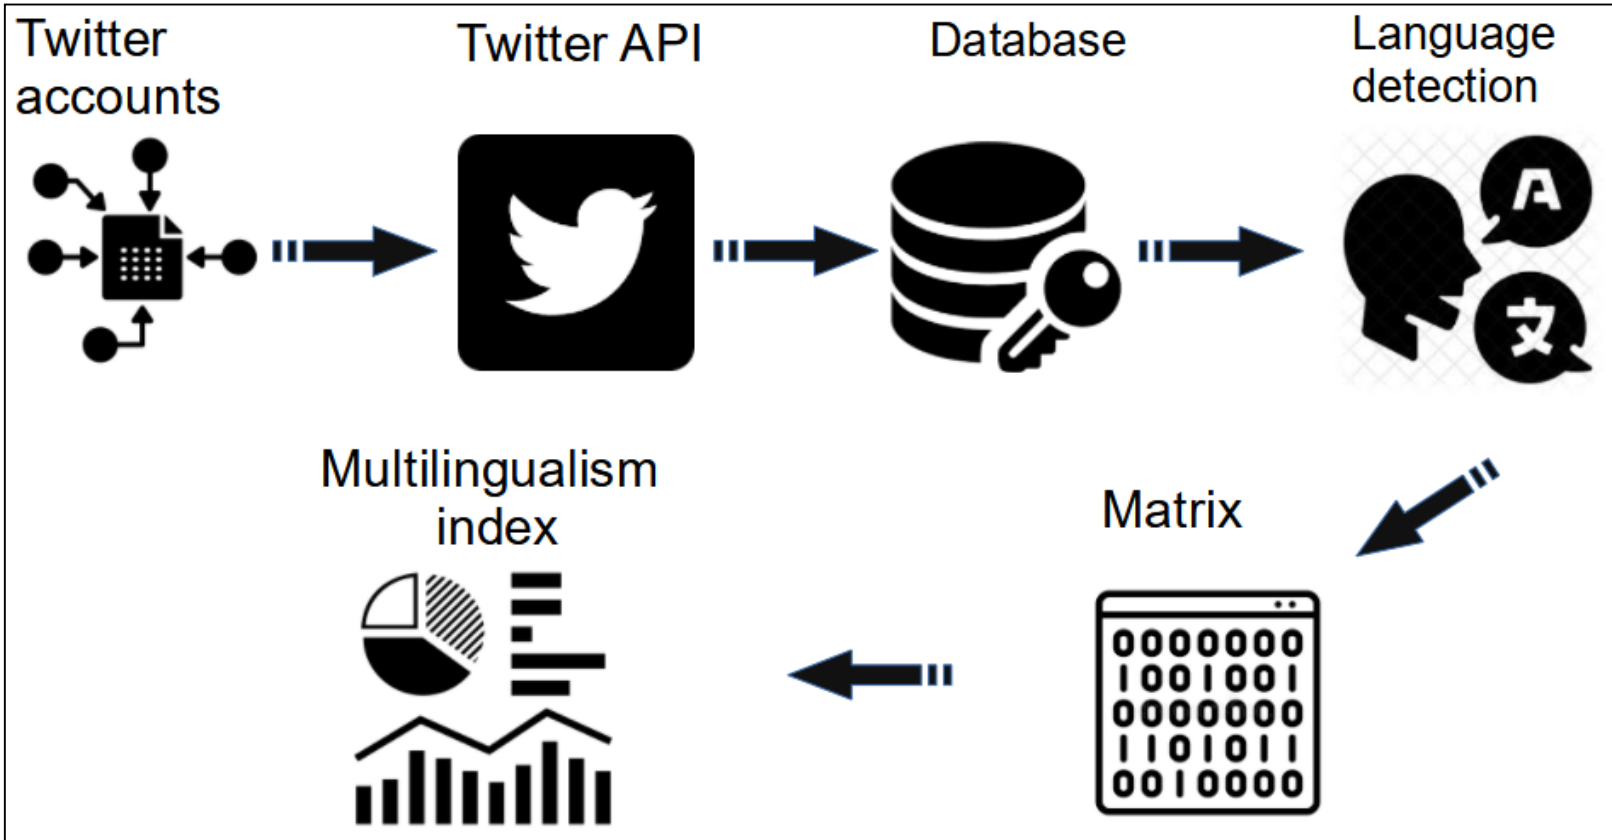 Twitter
accounts
Twitter API
Database
Language
detection
A
文
Multilingualism
index
Matrix
0000000
1001001
0000000
1101011
0010000